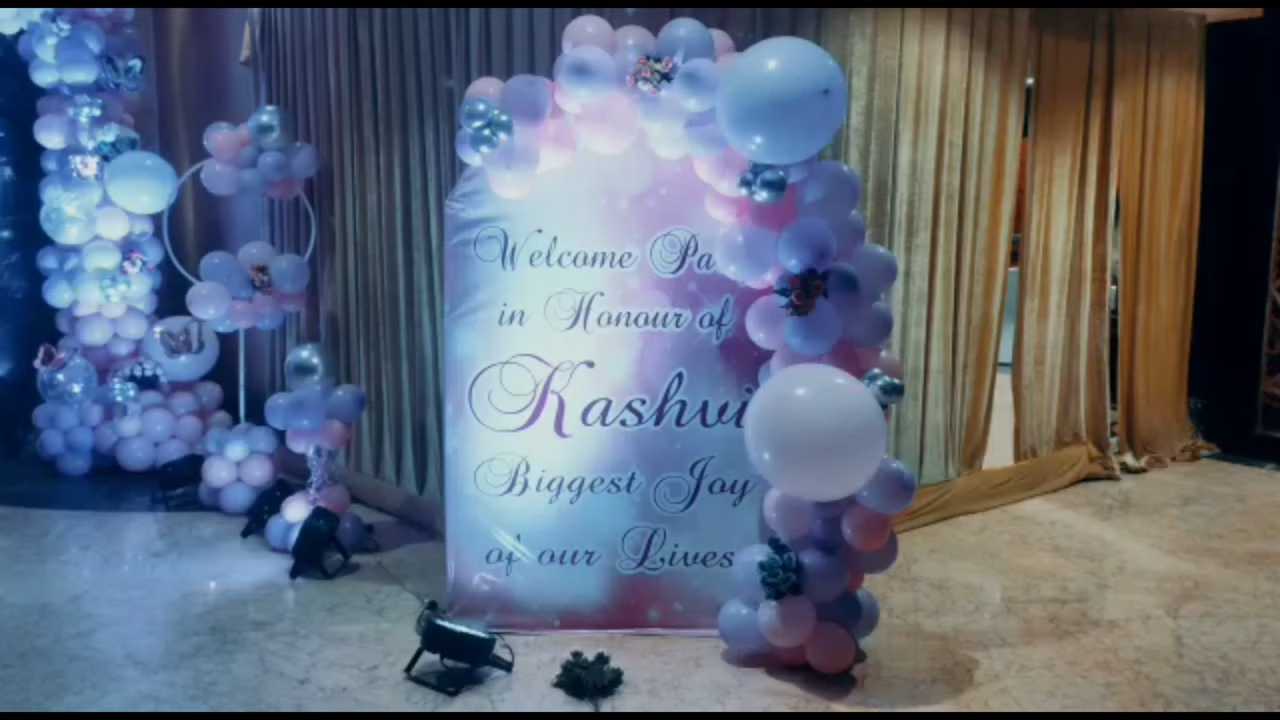 Welcome Pa
in Honour of
Kashvi
Biggest Joy
of our Lives